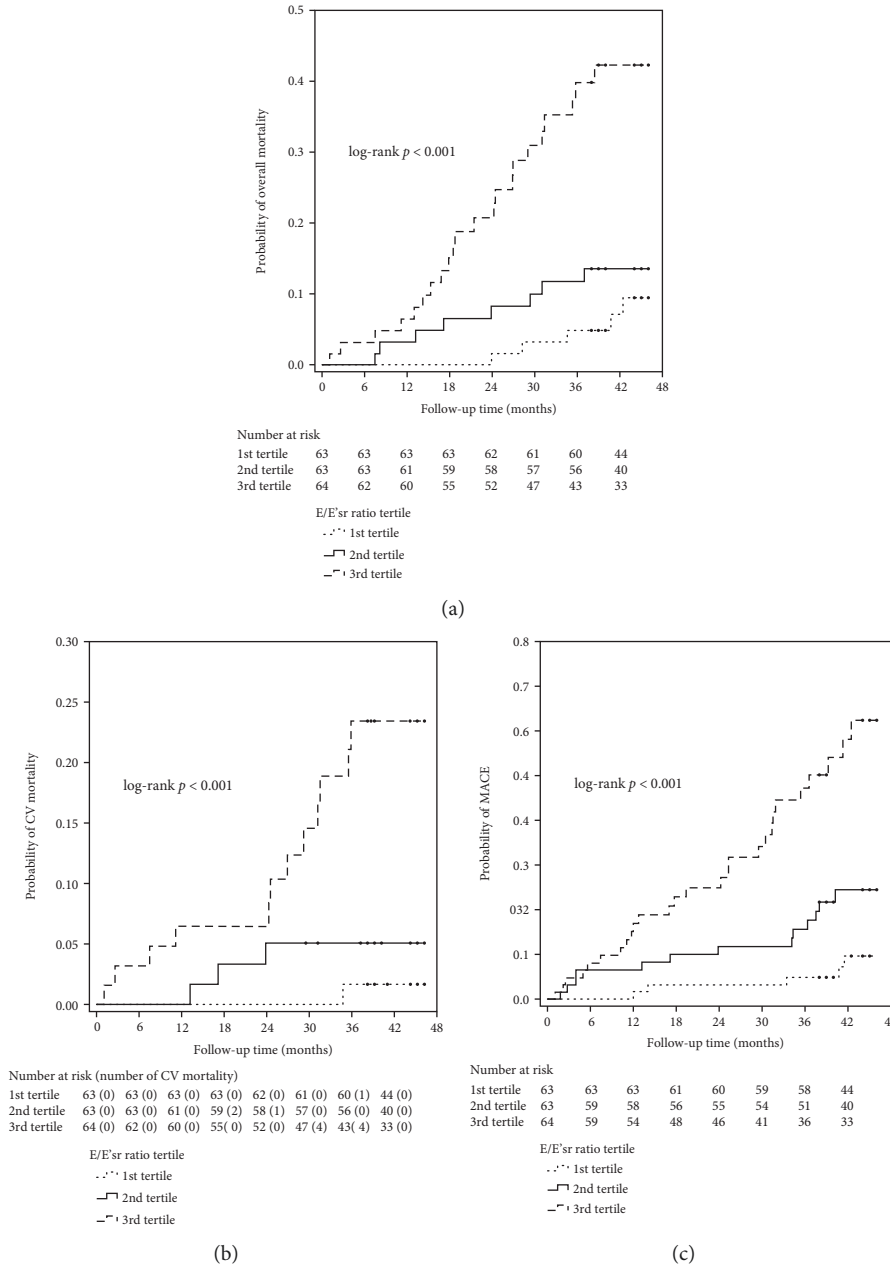 0.5
0.4
0.3
0.2
0.1
0.0
Probability of overall mortality
log-rank p < 0.001
0 6 12 18 24 30 36 42 48
Follow-up time (months)
Number at risk
1st tertile 63 63 63 63 62 61 60 44
2nd tertile 63 63 61 59 58 57 56 40
3rd tertile 64 62 60 55 52 47 43 33
E/E'sr ratio tertile
1st tertile
2nd tertile
3rd tertile
(a)
0.30
0.25
0.20
0.15
0.10
0.05
0.00
Probability of CV mortality
log-rank p < 0.001
0 6 12 18 24 30 36 42 48
Follow-up time (months)
Number at risk (number of CV mortality)
1st tertile 63 (0) 63 (0) 63 (0) 63 (0) 62 (0) 61 (0) 60 (1) 44 (0)
2nd tertile 63 (0) 63 (0) 61 (0) 59 (2) 58 (1) 57 (0) 56 (0) 40 (0)
3rd tertile 64 (0) 62 (0) 60 (0) 55( 0) 52 (0) 47 (4) 43( 4) 33 (0)
E/E'sr ratio tertile
1st tertile
2nd tertile
3rd tertile
(b)
0.8
0.7
0.6
0.4
0.4
0.3
032
0.1
0.0
Probability of MACE
log-rank p < 0.001
0 6 12 18 24 30 36 42
Follow-up time (months)
Number at risk
1st tertile 63 63 63 61 60 59 58 44
2nd tertile 63 59 58 56 55 54 51 40
3rd tertile 64 59 54 48 46 41 36 33
E/E'sr ratio tertile
1st tertile
2nd tertile
3rd tertile
(c)